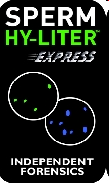 SPERM
HY-LITER™
EXPRESS
INDEPENDENT
FORENSICS